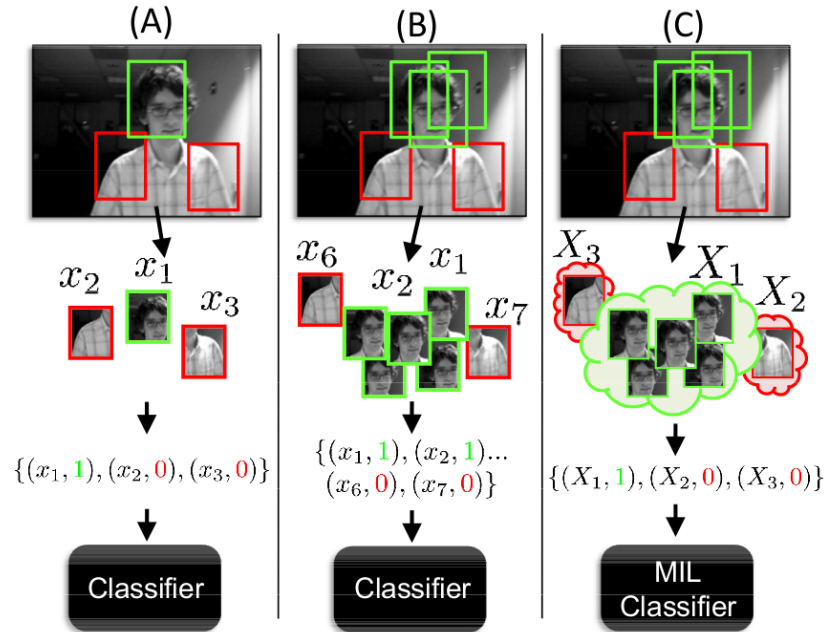 (A)
x₂ x₁ x₃
{(x₁, 1), (x₂, 0), (x₃, 0)}
Classifier
(B)
x₆ x₂ x₁ x₇
{(x₁, 1), (x₂, 1)...
(x₆, 0), (x₇, 0)}
Classifier
(C)
X₃ X₁ X₂
{(X₁, 1), (X₂, 0), (X₃, 0)}
MIL
Classifier